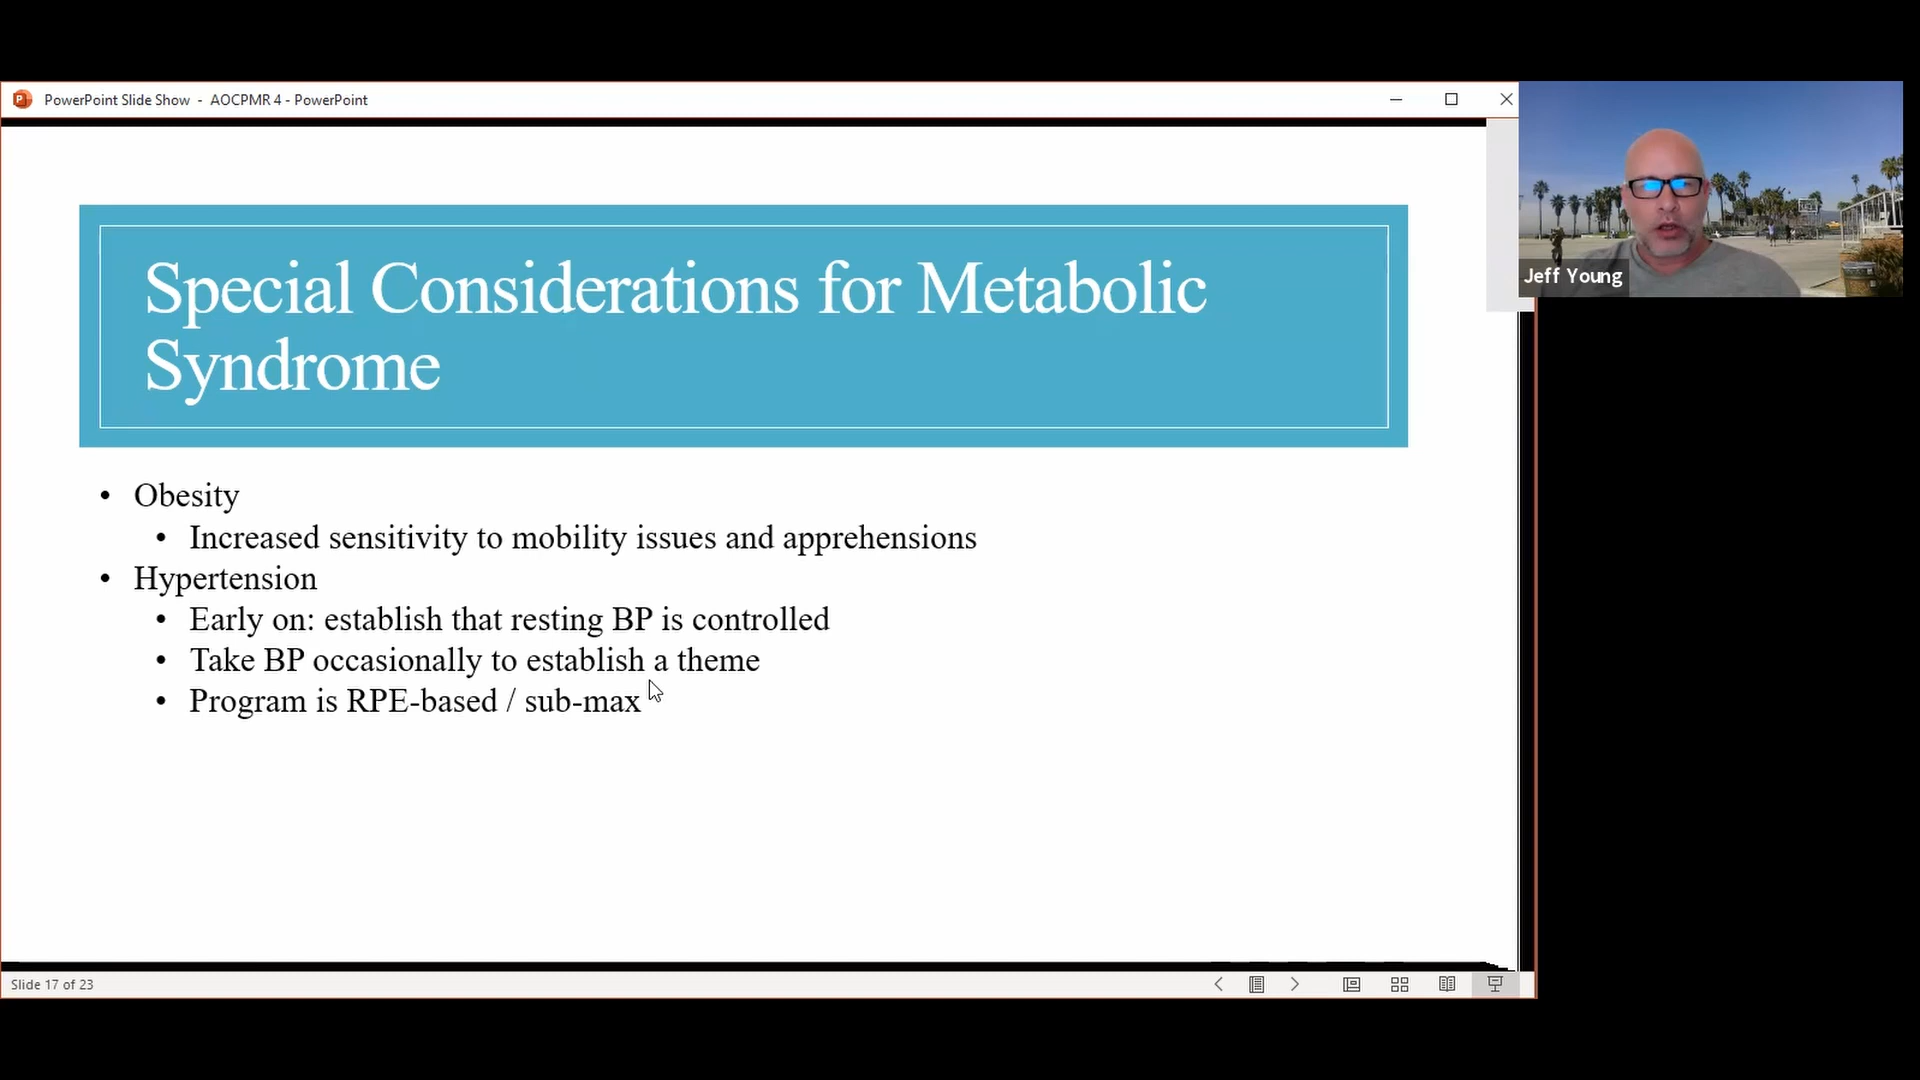 PowerPoint Slide Show - AOCPMR 4 - PowerPoint
Special Considerations for Metabolic
Syndrome
• Obesity
• Increased sensitivity to mobility issues and apprehensions
• Hypertension
• Early on: establish that resting BP is controlled
• Take BP occasionally to establish a theme
• Program is RPE-based / sub-max
Jeff Young
Slide 17 of 23